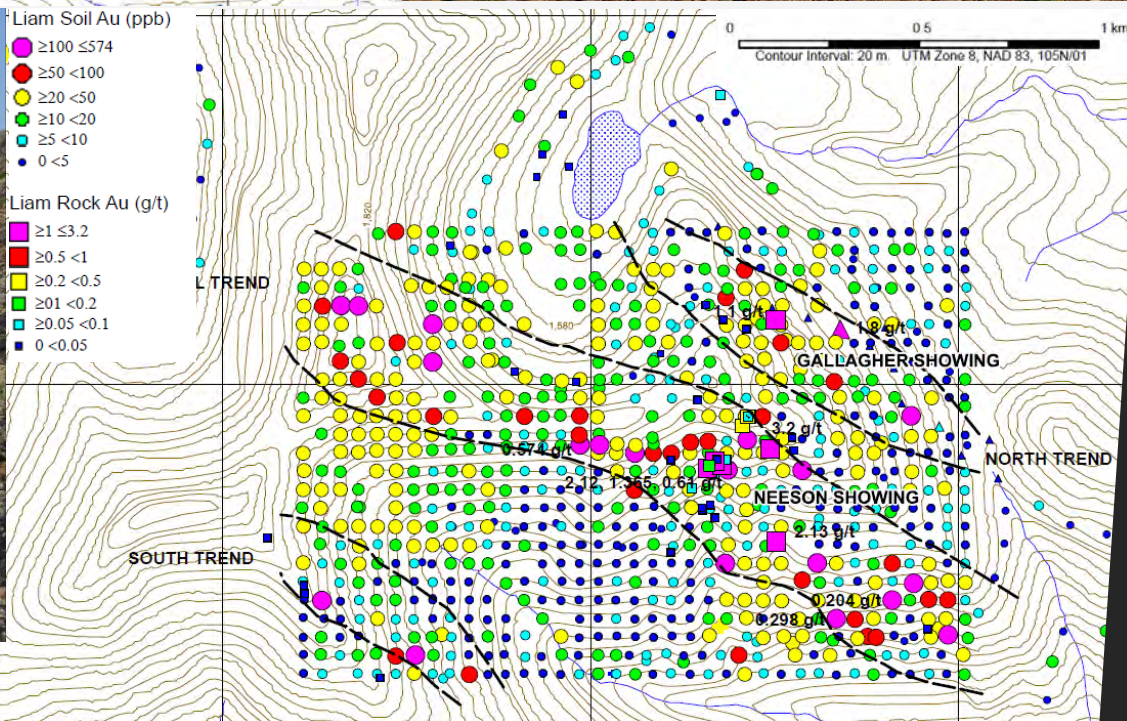 Liam Soil Au (ppb)
≥100 ≤574
≥50 <100
≥20 <50
≥10 <20
≥5 <10
0 <5
Liam Rock Au (g/t)
≥1 ≤3.2
≥0.5 <1
≥0.2 <0.5
≥01 <0.2
≥0.05 <0.1
0 <0.05
0 0.5 1 km
Contour Interval: 20 m. UTM Zone 8, NAD 83, 105N/01
1,820
L TREND
1,580
1.1 g/t
1.8 g/t
GALLAGHER SHOWING
3.2 g/t
0.574 g/t
NORTH TREND
2.12, 1.365, 0.61 g/t
NEESON SHOWING
2.13 g/t
SOUTH TREND
0.204 g/t
0.298 g/t